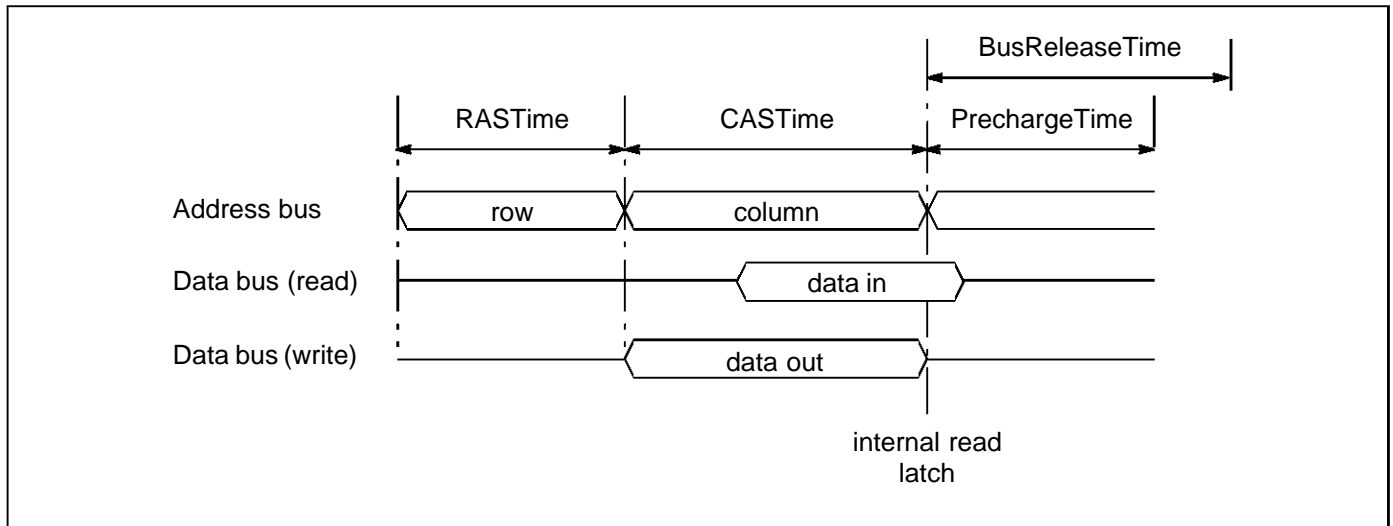 BusReleaseTime
RASTime CASTime PrechargeTime
Address bus row column
Data bus (read) data in
Data bus (write) data out
internal read
latch